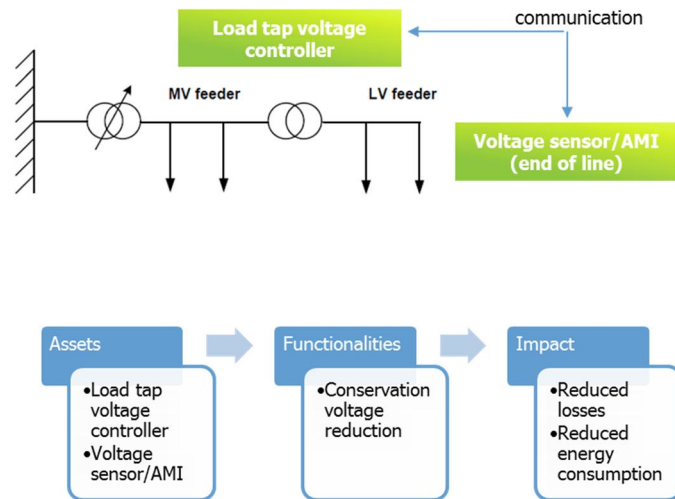 communication
Load tap voltage
controller
MV feeder
LV feeder
Voltage sensor/AMI
(end of line)
Assets
•Load tap
voltage
controller
•Voltage
sensor/AMI
Functionalities
•Conservation
voltage
reduction
Impact
•Reduced
losses
•Reduced
energy
consumption